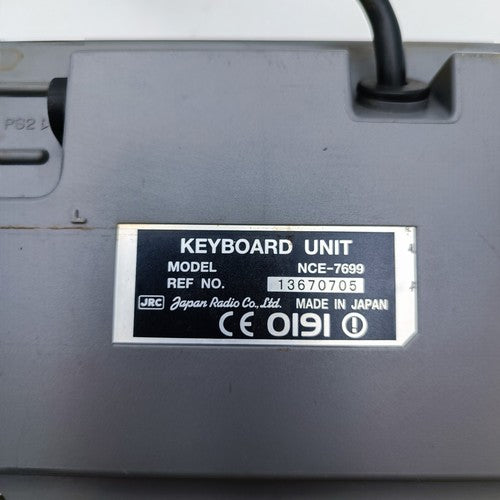 PS2
KEYBOARD UNIT
MODEL NCE-7699
REF NO. 13670705
JRC Japan Radio Co., Ltd. MADE IN JAPAN
CE 0191 !